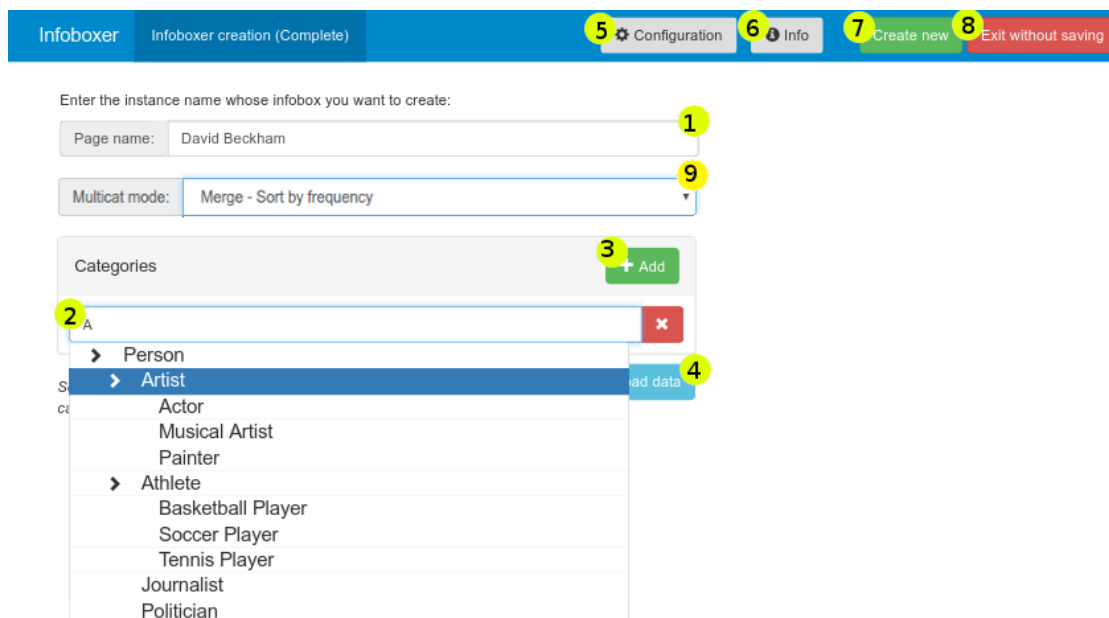 Infoboxer Infoboxer creation (Complete) 5 Configuration 6 Info 7 Create new 8 Exit without saving
Enter the instance name whose infobox you want to create:
1
Page name: David Beckham
9
Multicat mode: Merge - Sort by frequency
3
Categories + Add
2
A
Person
4
Artist
Actor
Musical Artist
Painter
Athlete
Basketball Player
Soccer Player
Tennis Player
Journalist
Politician